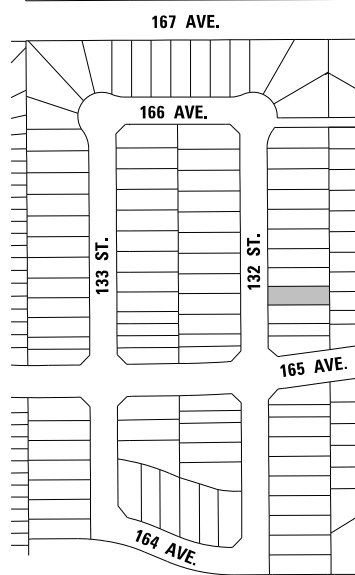 167 AVE.
166 AVE.
133 ST.
132 ST.
165 AVE.
164 AVE.